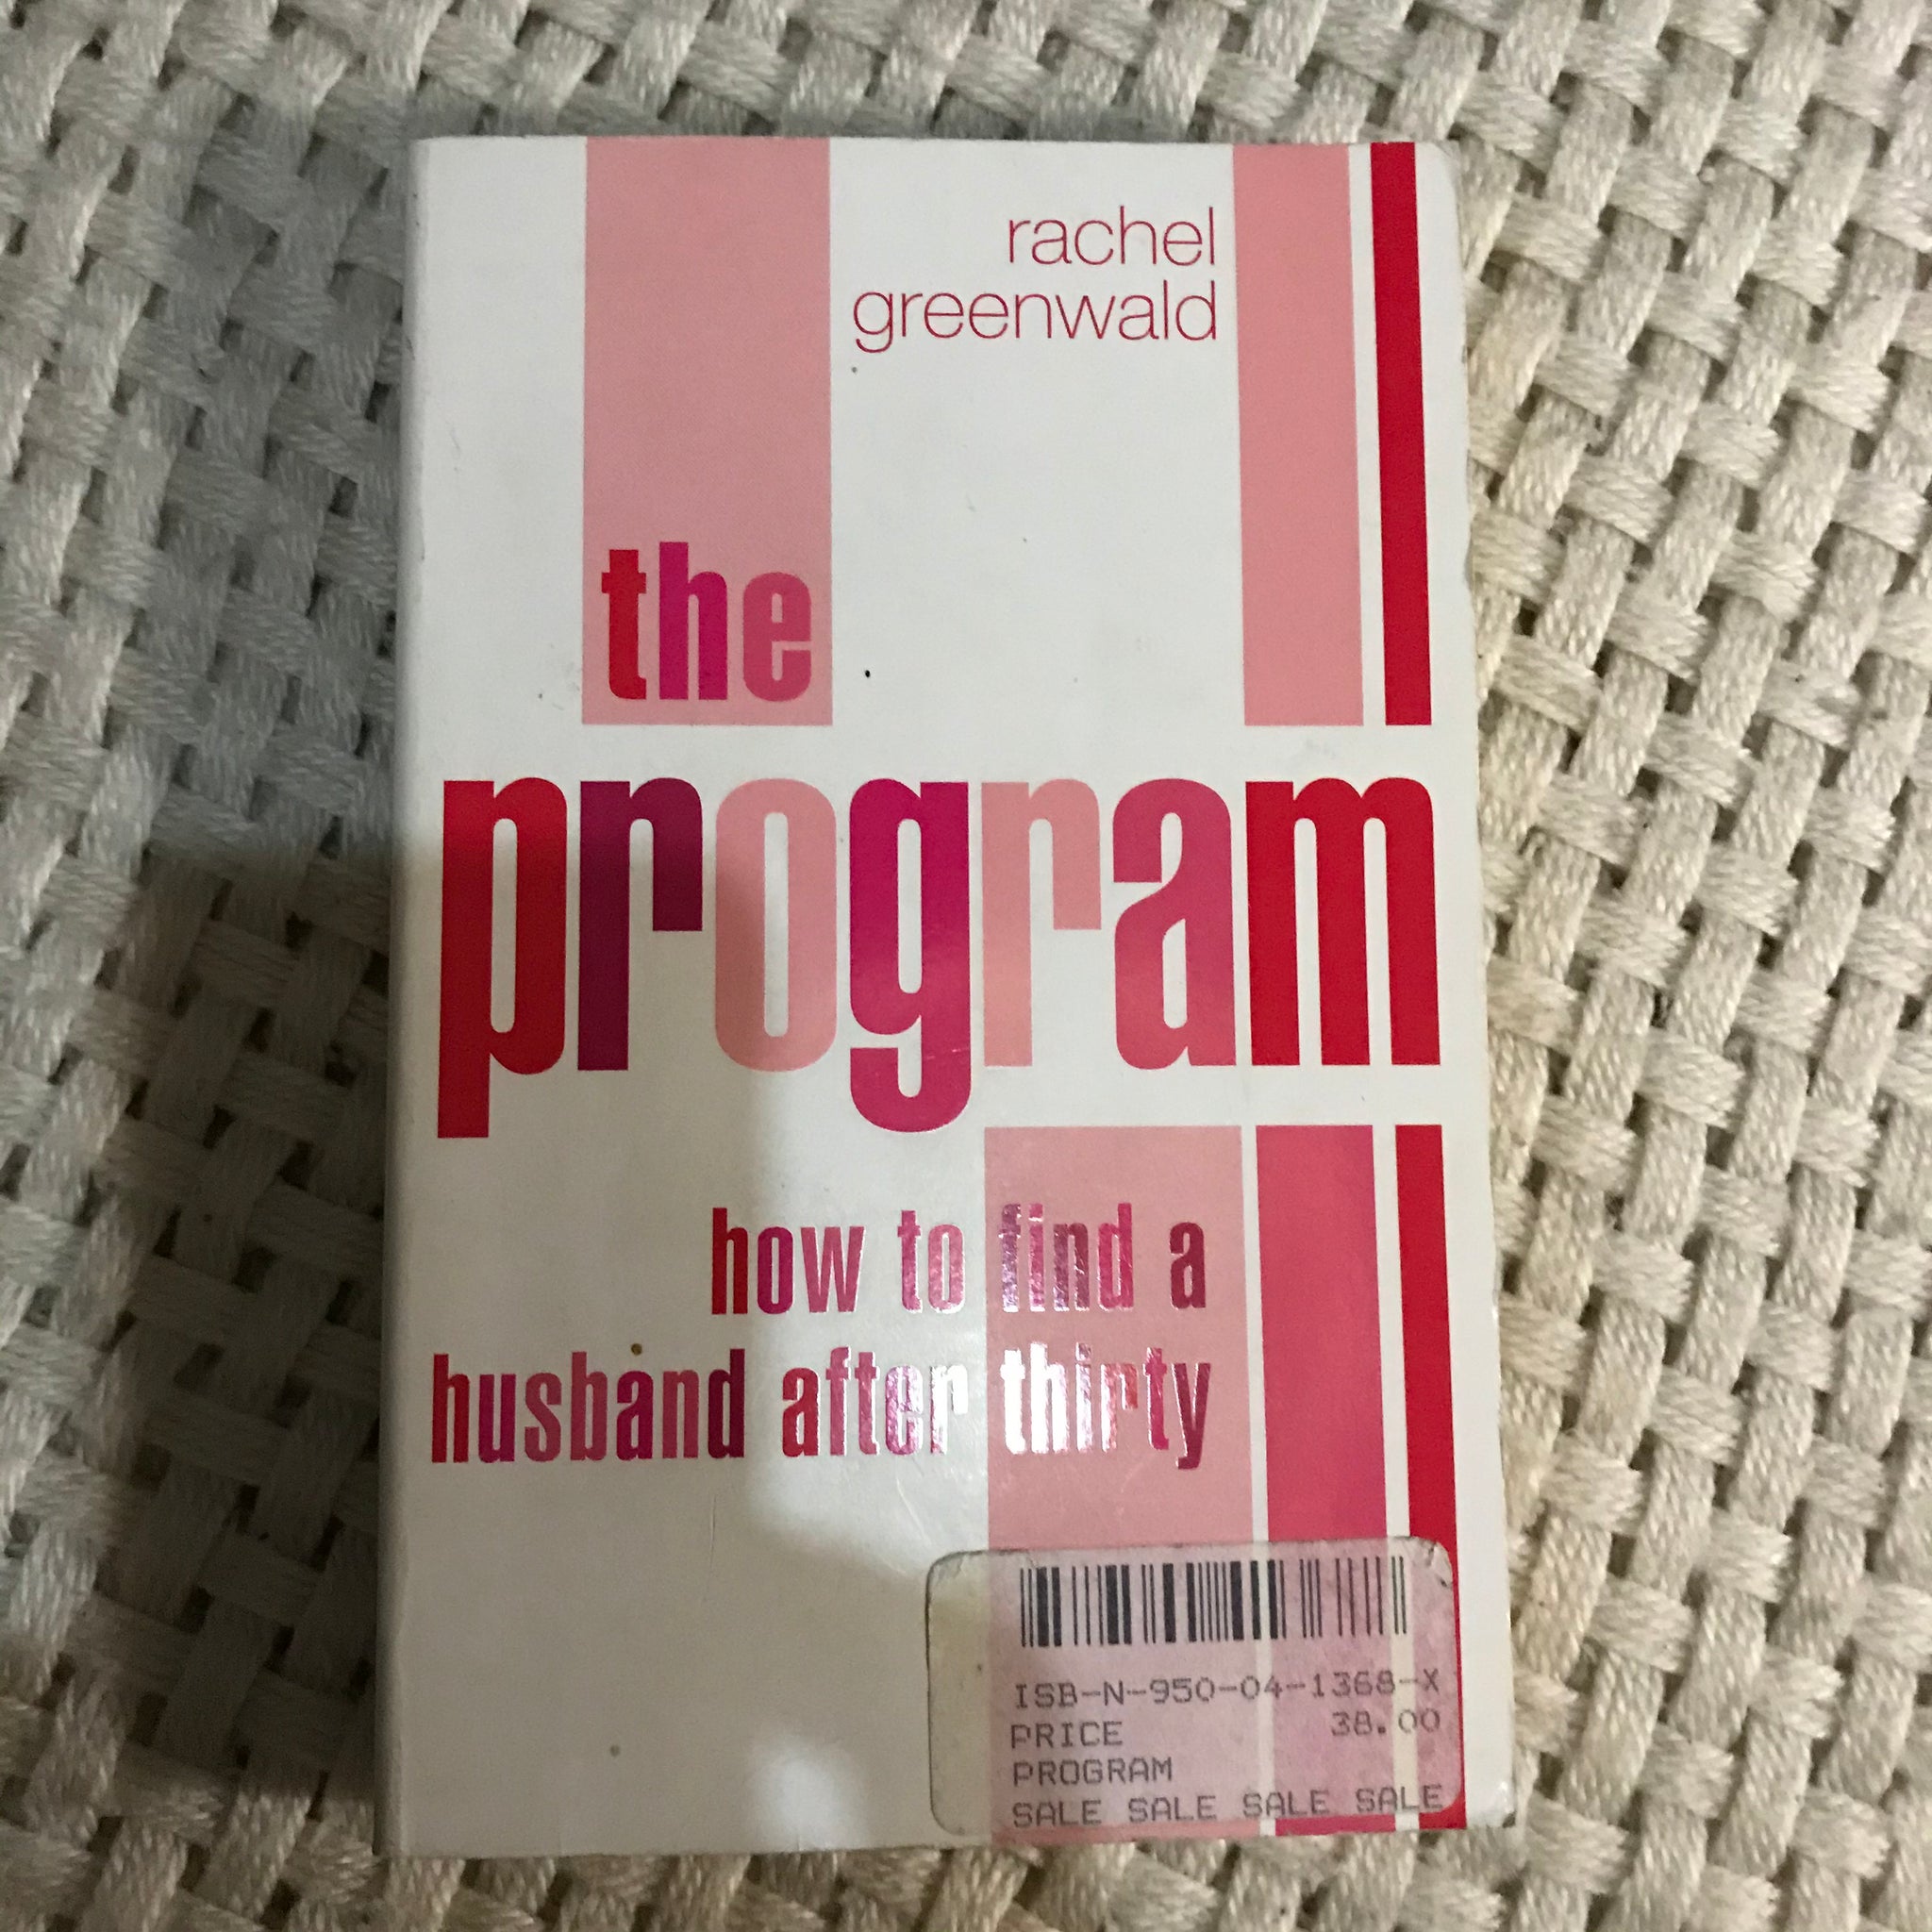 rachel
greenwald
the
program
how to find a
husband after thirty
ISB-N-950-04-1368-X
PRICE 38.00
PROGRAM
SALE SALE SALE SALE